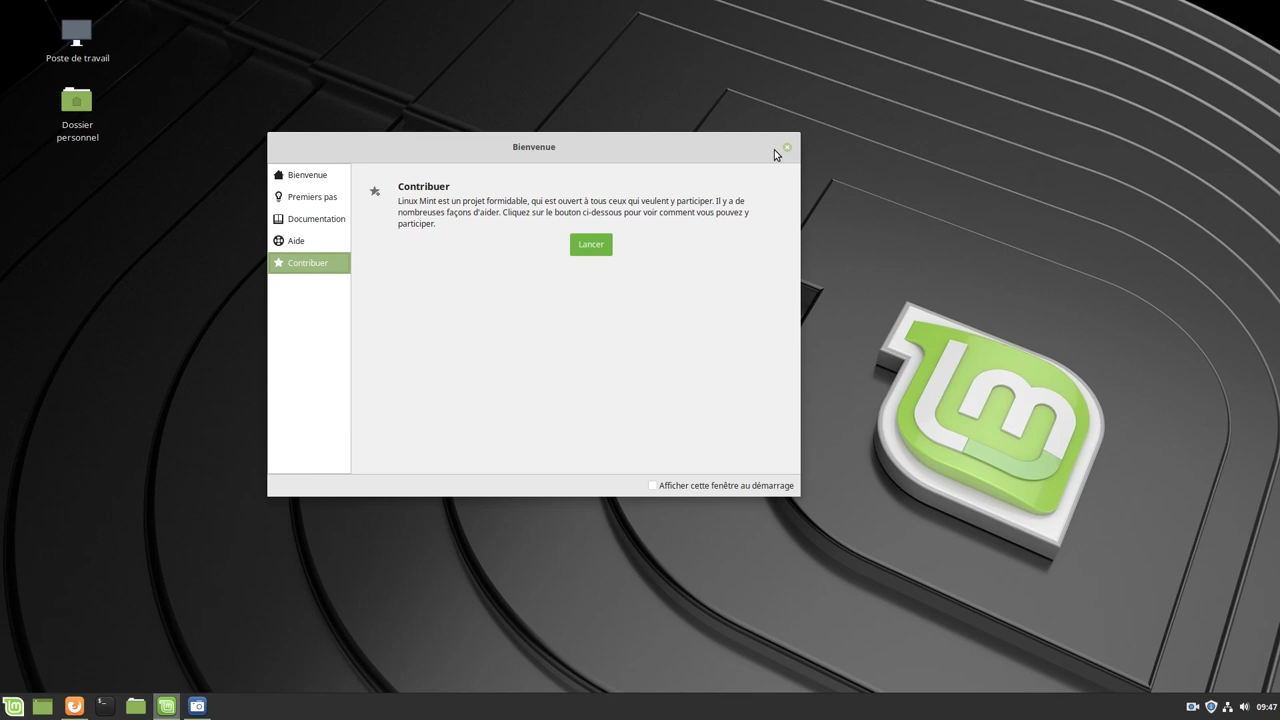 Poste de travail
Dossier
personnel
Bienvenue
Bienvenue
Premiers pas
Documentation
Aide
Contribuer
Contribuer
Linux Mint est un projet formidable, qui est ouvert à tous ceux qui veulent y participer. Il y a de
nombreuses façons d'aider. Cliquez sur le bouton ci-dessous pour voir comment vous pouvez y
participer.
Lancer
Afficher cette fenêtre au démarrage
09:47